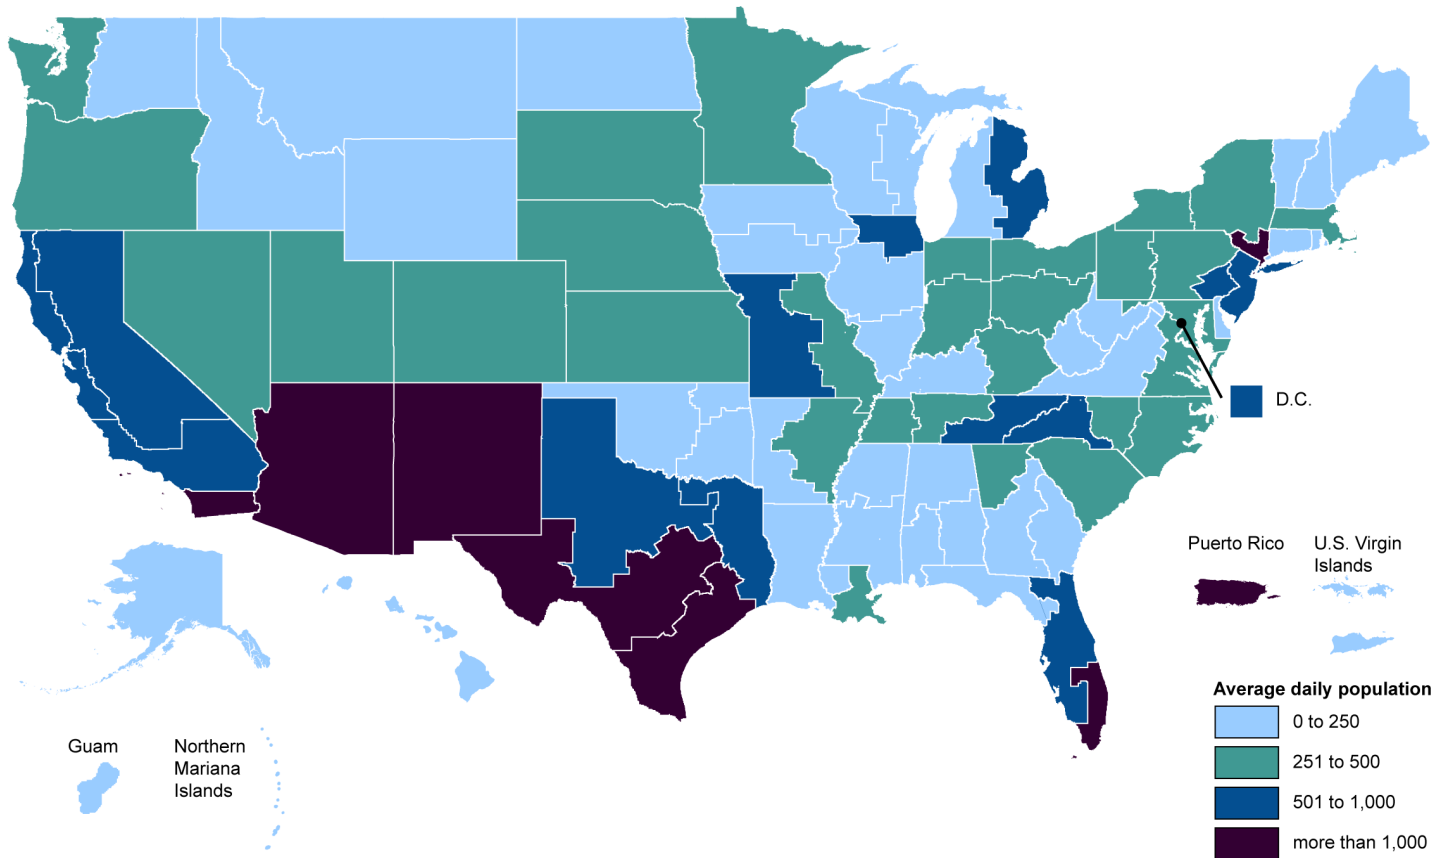 D.C.
Puerto Rico
U.S. Virgin
Islands
Average daily population
0 to 250
251 to 500
501 to 1,000
more than 1,000
Guam
Northern
Mariana
Islands